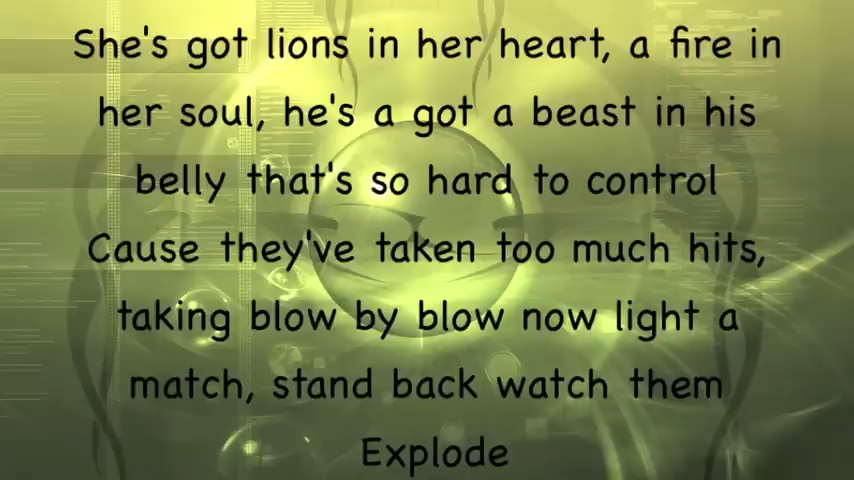 She's got lions in her heart, a fire in
her soul, he's a got a beast in his
belly that's so hard to control
Cause they've taken too much hits,
taking blow by blow now light a
match, stand back watch them
Explode